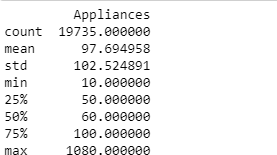 Appliances
count 19735.000000
mean 97.694958
std 102.524891
min 10.000000
25% 50.000000
50% 60.000000
75% 100.000000
max 1080.000000